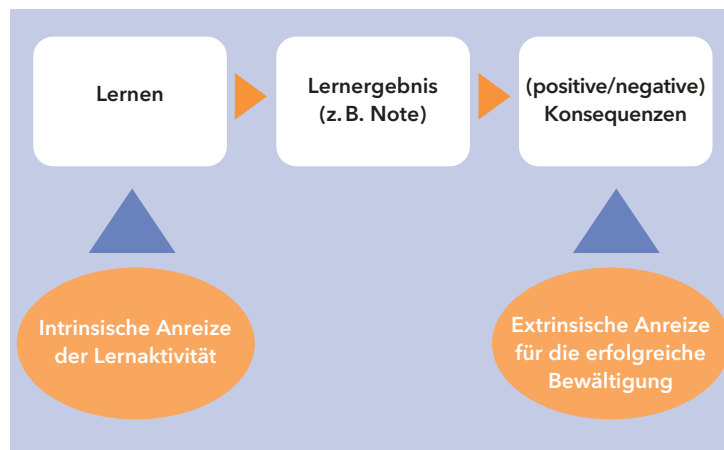 Lernen
Lernergebnis
(z. B. Note)
(positive/negative)
Konsequenzen
Intrinsische Anreize
der Lernaktivität
Extrinsische Anreize
für die erfolgreiche
Bewältigung